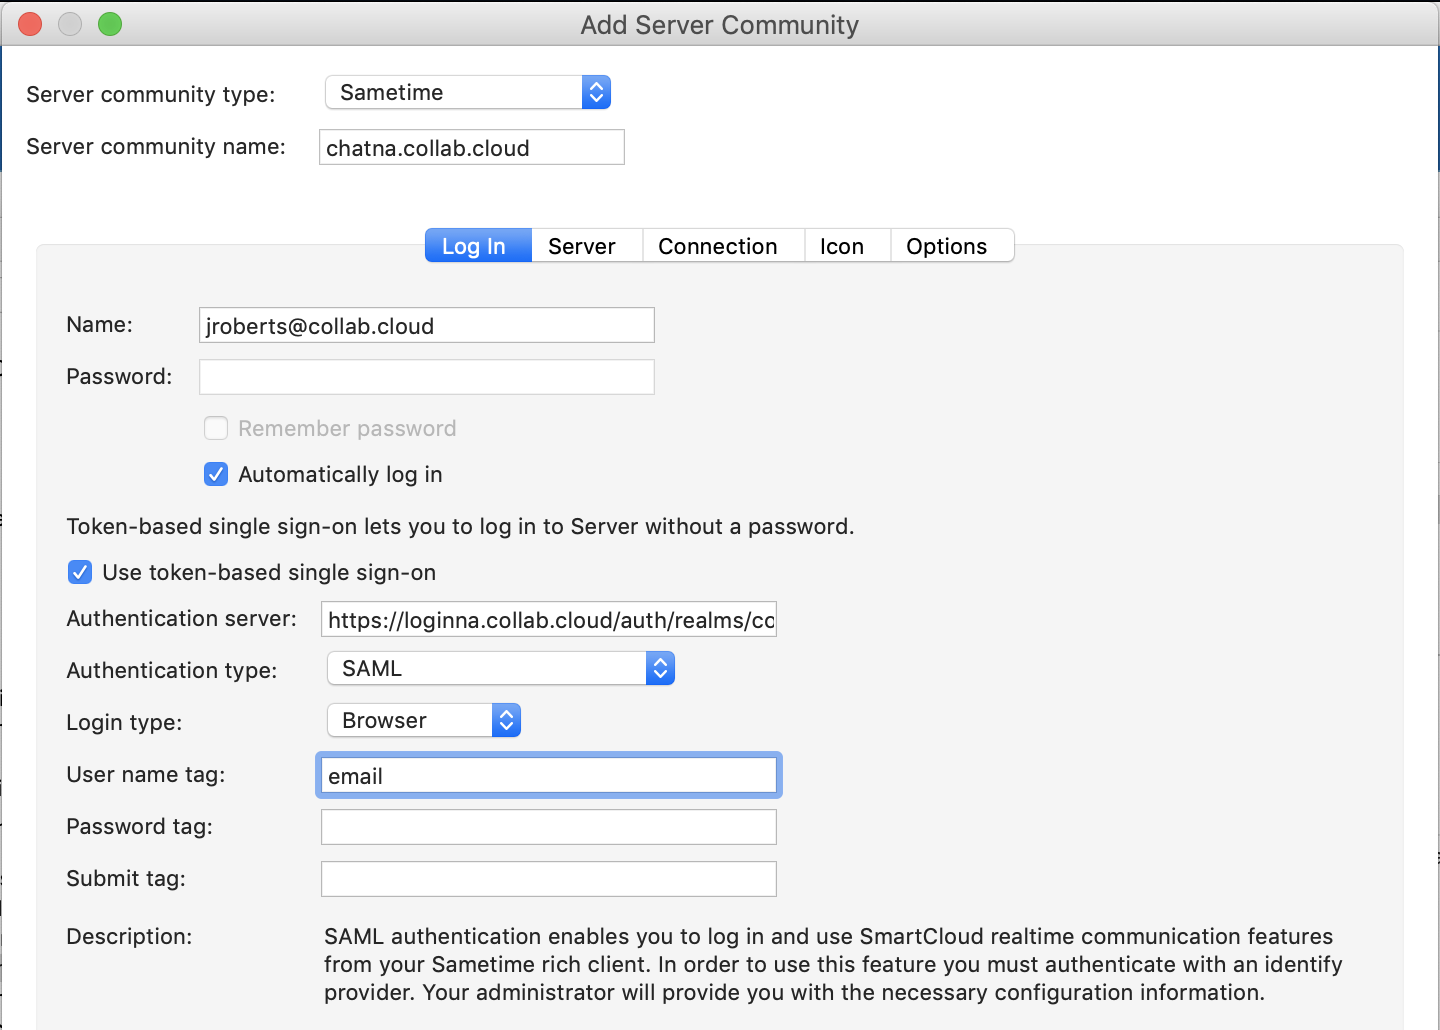 Add Server Community
Server community type: Sametime
Server community name: chatna.collab.cloud
Log In Server Connection Icon Options
Name: jroberts@collab.cloud
Password:
Remember password
Automatically log in
Token-based single sign-on lets you to log in to Server without a password.
Use token-based single sign-on
Authentication server: https://loginna.collab.cloud/auth/realms/co
Authentication type: SAML
Login type: Browser
User name tag: email
Password tag:
Submit tag:
Description: SAML authentication enables you to log in and use SmartCloud realtime communication features
from your Sametime rich client. In order to use this feature you must authenticate with an identify
provider. Your administrator will provide you with the necessary configuration information.